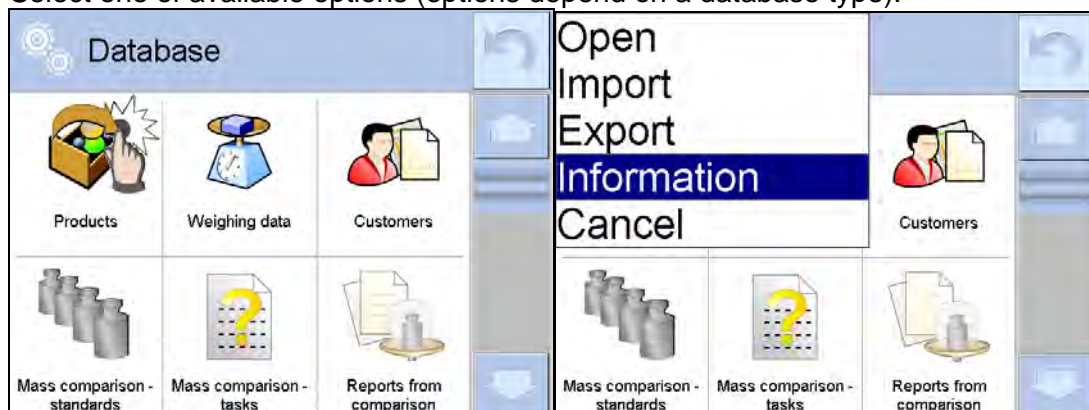 Select one of available options (options depend on a database type).
Database
Products
Weighing data
Customers
Mass comparison -
standards
Mass comparison -
tasks
Reports from
comparison
Open
Import
Export
Information
Cancel
Customers
Mass comparison -
standards
Mass comparison -
tasks
Reports from
comparison